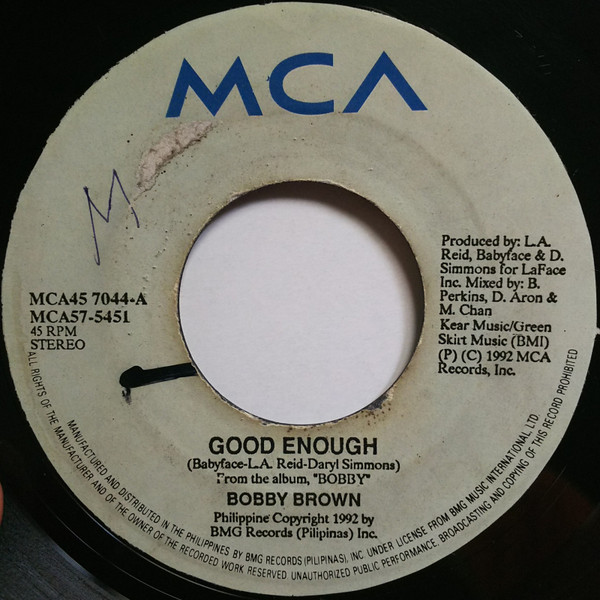 MCA
M
MCA45 7044-A
MCA57-5451
45 RPM
STEREO
Produced by: L.A.
Reid, Babyface & D.
Simmons for LaFace
Inc. Mixed by: B.
Perkins, D. Aron &
M. Chan
Kear Music/Green
Skirt Music (BMI)
(P) (C) 1992 MCA
Records, Inc.
GOOD ENOUGH
(Babyface-L.A. Reid-Daryl Simmons)
From the album, "BOBBY"
BOBBY BROWN
Philippine Copyright 1992 by
BMG Records (Pilipinas) Inc.
MANUFACTURED AND DISTRIBUTED IN THE PHILIPPINES BY BMG RECORDS (PILIPINAS), INC. UNDER LICENSE FROM BMG MUSIC INTERNATIONAL LTD.
ALL RIGHTS OF THE MANUFACTURER AND OF THE OWNER OF THE RECORDED WORK RESERVED. UNAUTHORIZED PUBLIC PERFORMANCE, BROADCASTING AND COPYING OF THIS RECORD PROHIBITED